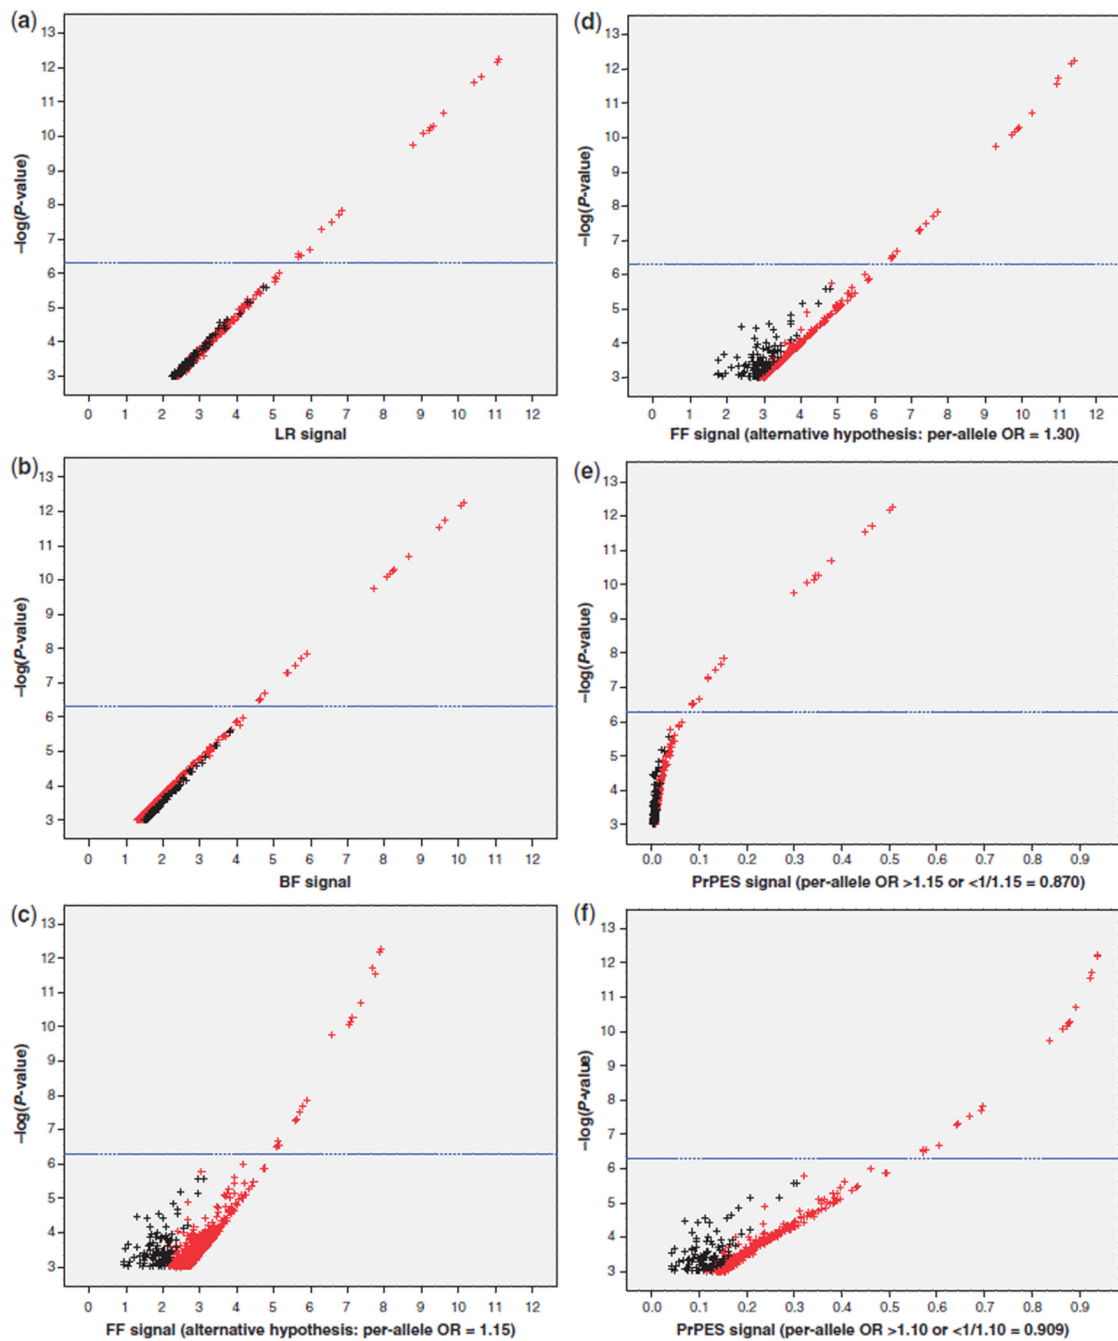 (a)
13
12
11
10
9
8
7
6
5
4
3
–log(P-value)
0 1 2 3 4 5 6 7 8 9 10 11 12
LR signal
(b)
13
12
11
10
9
8
7
6
5
4
3
–log(P-value)
0 1 2 3 4 5 6 7 8 9 10 11 12
BF signal
(c)
13
12
11
10
9
8
7
6
5
4
3
–log(P-value)
0 1 2 3 4 5 6 7 8 9 10 11 12
FF signal (alternative hypothesis: per-allele OR = 1.15)
(d)
13
12
11
10
9
8
7
6
5
4
3
–log(P-value)
0 1 2 3 4 5 6 7 8 9 10 11 12
FF signal (alternative hypothesis: per-allele OR = 1.30)
(e)
13
12
11
10
9
8
7
6
5
4
3
–log(P-value)
0.0 0.1 0.2 0.3 0.4 0.5 0.6 0.7 0.8 0.9
PrPES signal (per-allele OR >1.15 or <1/1.15 = 0.870)
(f)
13
12
11
10
9
8
7
6
5
4
3
–log(P-value)
0.0 0.1 0.2 0.3 0.4 0.5 0.6 0.7 0.8 0.9
PrPES signal (per-allele OR >1.10 or <1/1.10 = 0.909)